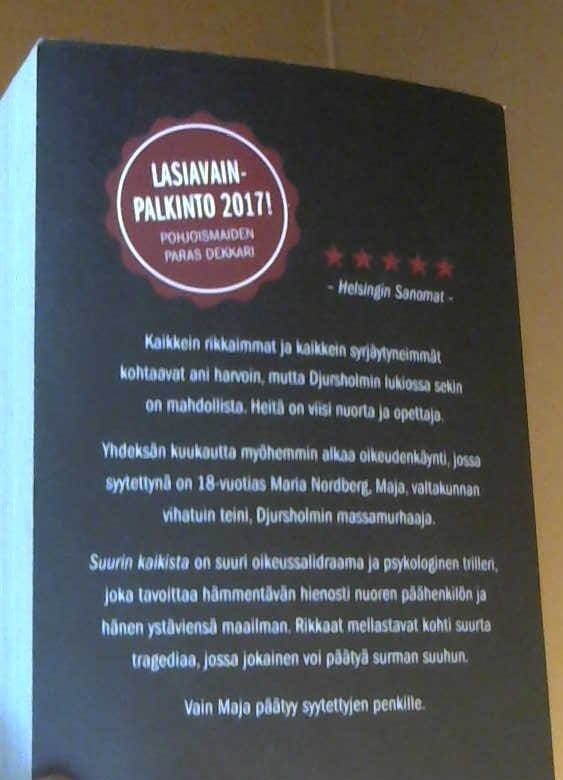 LASIAVAIN-
PALKINTO 2017!
POHJOISMAIDEN
PARAS DEKKARI
- Helsingin Sanomat -
Kaikkein rikkaimmat ja kaikkein syrjäytyneimmät
kohtaavat ani harvoin, mutta Djursholmin lukiossa sekin
on mahdollista. Heitä on viisi nuorta ja opettaja.
Yhdeksän kuukautta myöhemmin alkaa oikeudenkäynti, jossa
syytettynä on 18-vuotias Maria Nordberg, Maja, valtakunnan
vihatuin teini, Djursholmin massamurhaaja.
Suurin kaikista on suuri oikeussalidraama ja psykologinen trilleri,
joka tavoittaa hämmentävän hienosti nuoren päähenkilön ja
hänen ystäviensä maailman. Rikkaat mellastavat kohti suurta
tragediaa, jossa jokainen voi päätyä surman suuhun.
Vain Maja päätyy syytettyjen penkille.